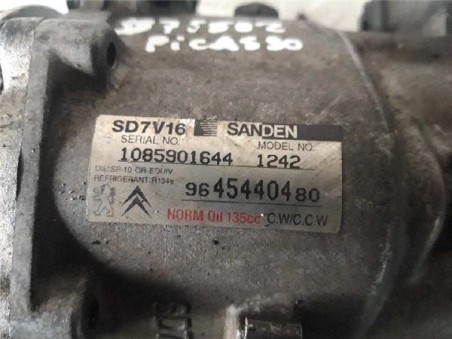 PICASSO
SD7V16 SANDEN
SERIAL NO. MODEL NO.
1085901644 1242
OIL:SP-10 OR EQUIV.
REFRIGERANT:R134a
9645440480
NORM Oil 135cc C.W/C.C.W